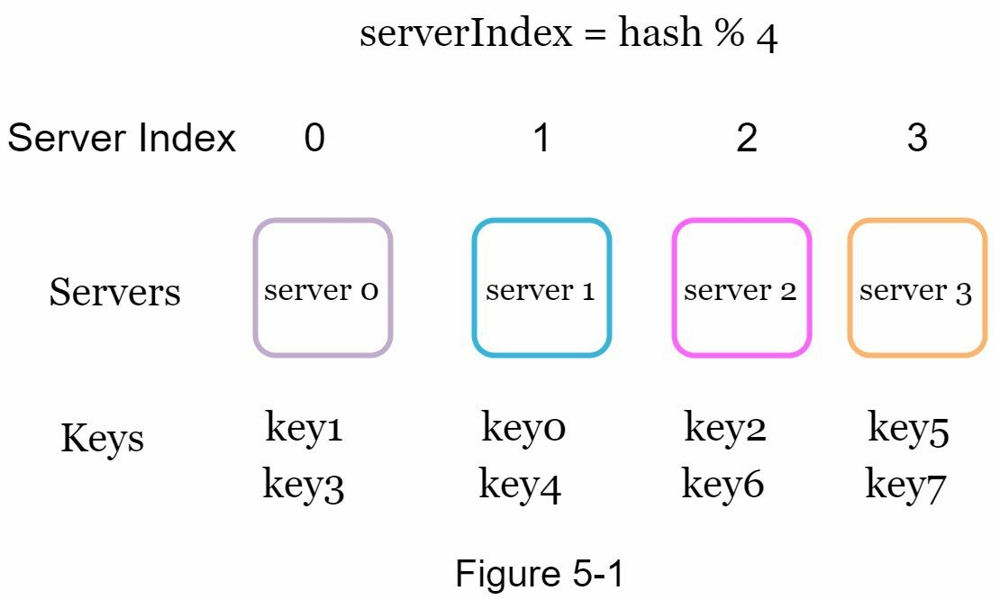 serverIndex = hash % 4
Server Index 0 1 2 3
Servers server 0 server 1 server 2 server 3
Keys key1 key0 key2 key5
key3 key4 key6 key7
Figure 5-1